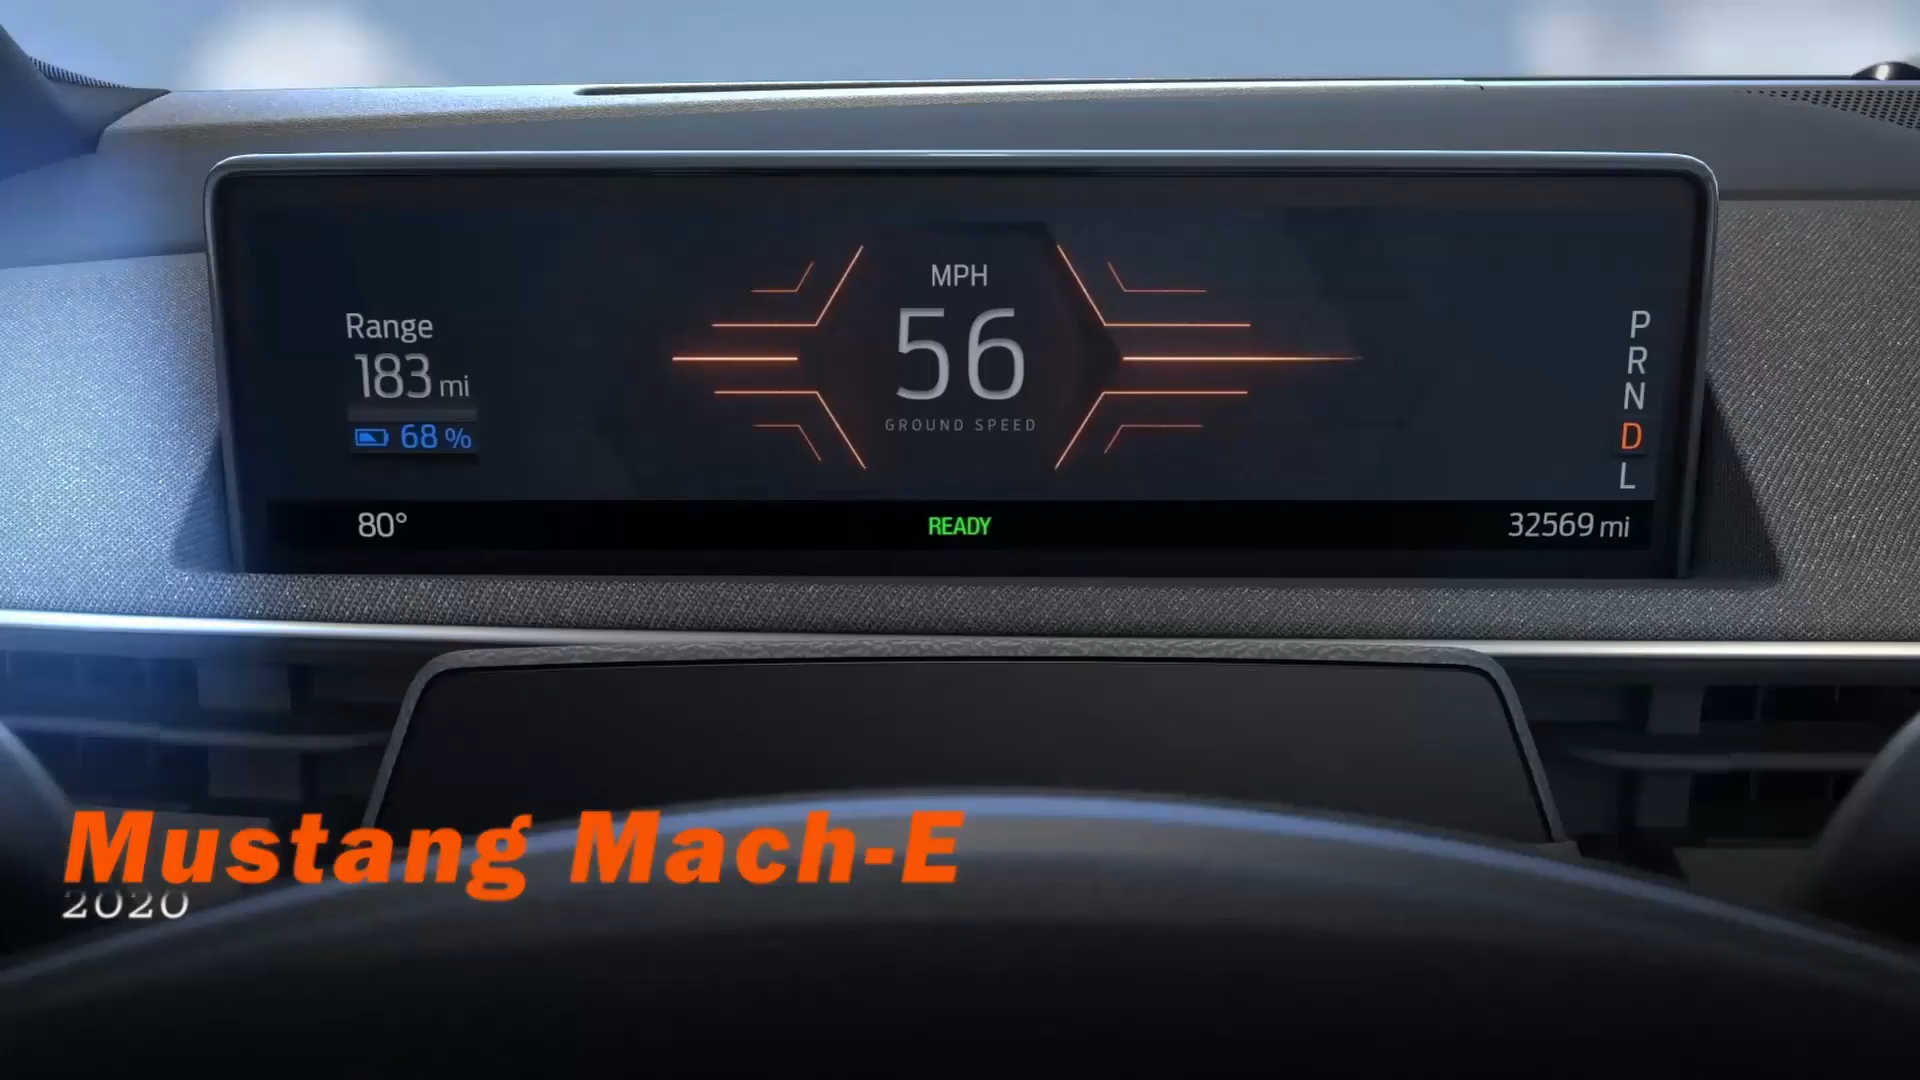 MPH
56
GROUND SPEED
Range
183 mi
68 %
P
R
N
D
L
80°
READY
32569 mi
Mustang Mach-E
2020